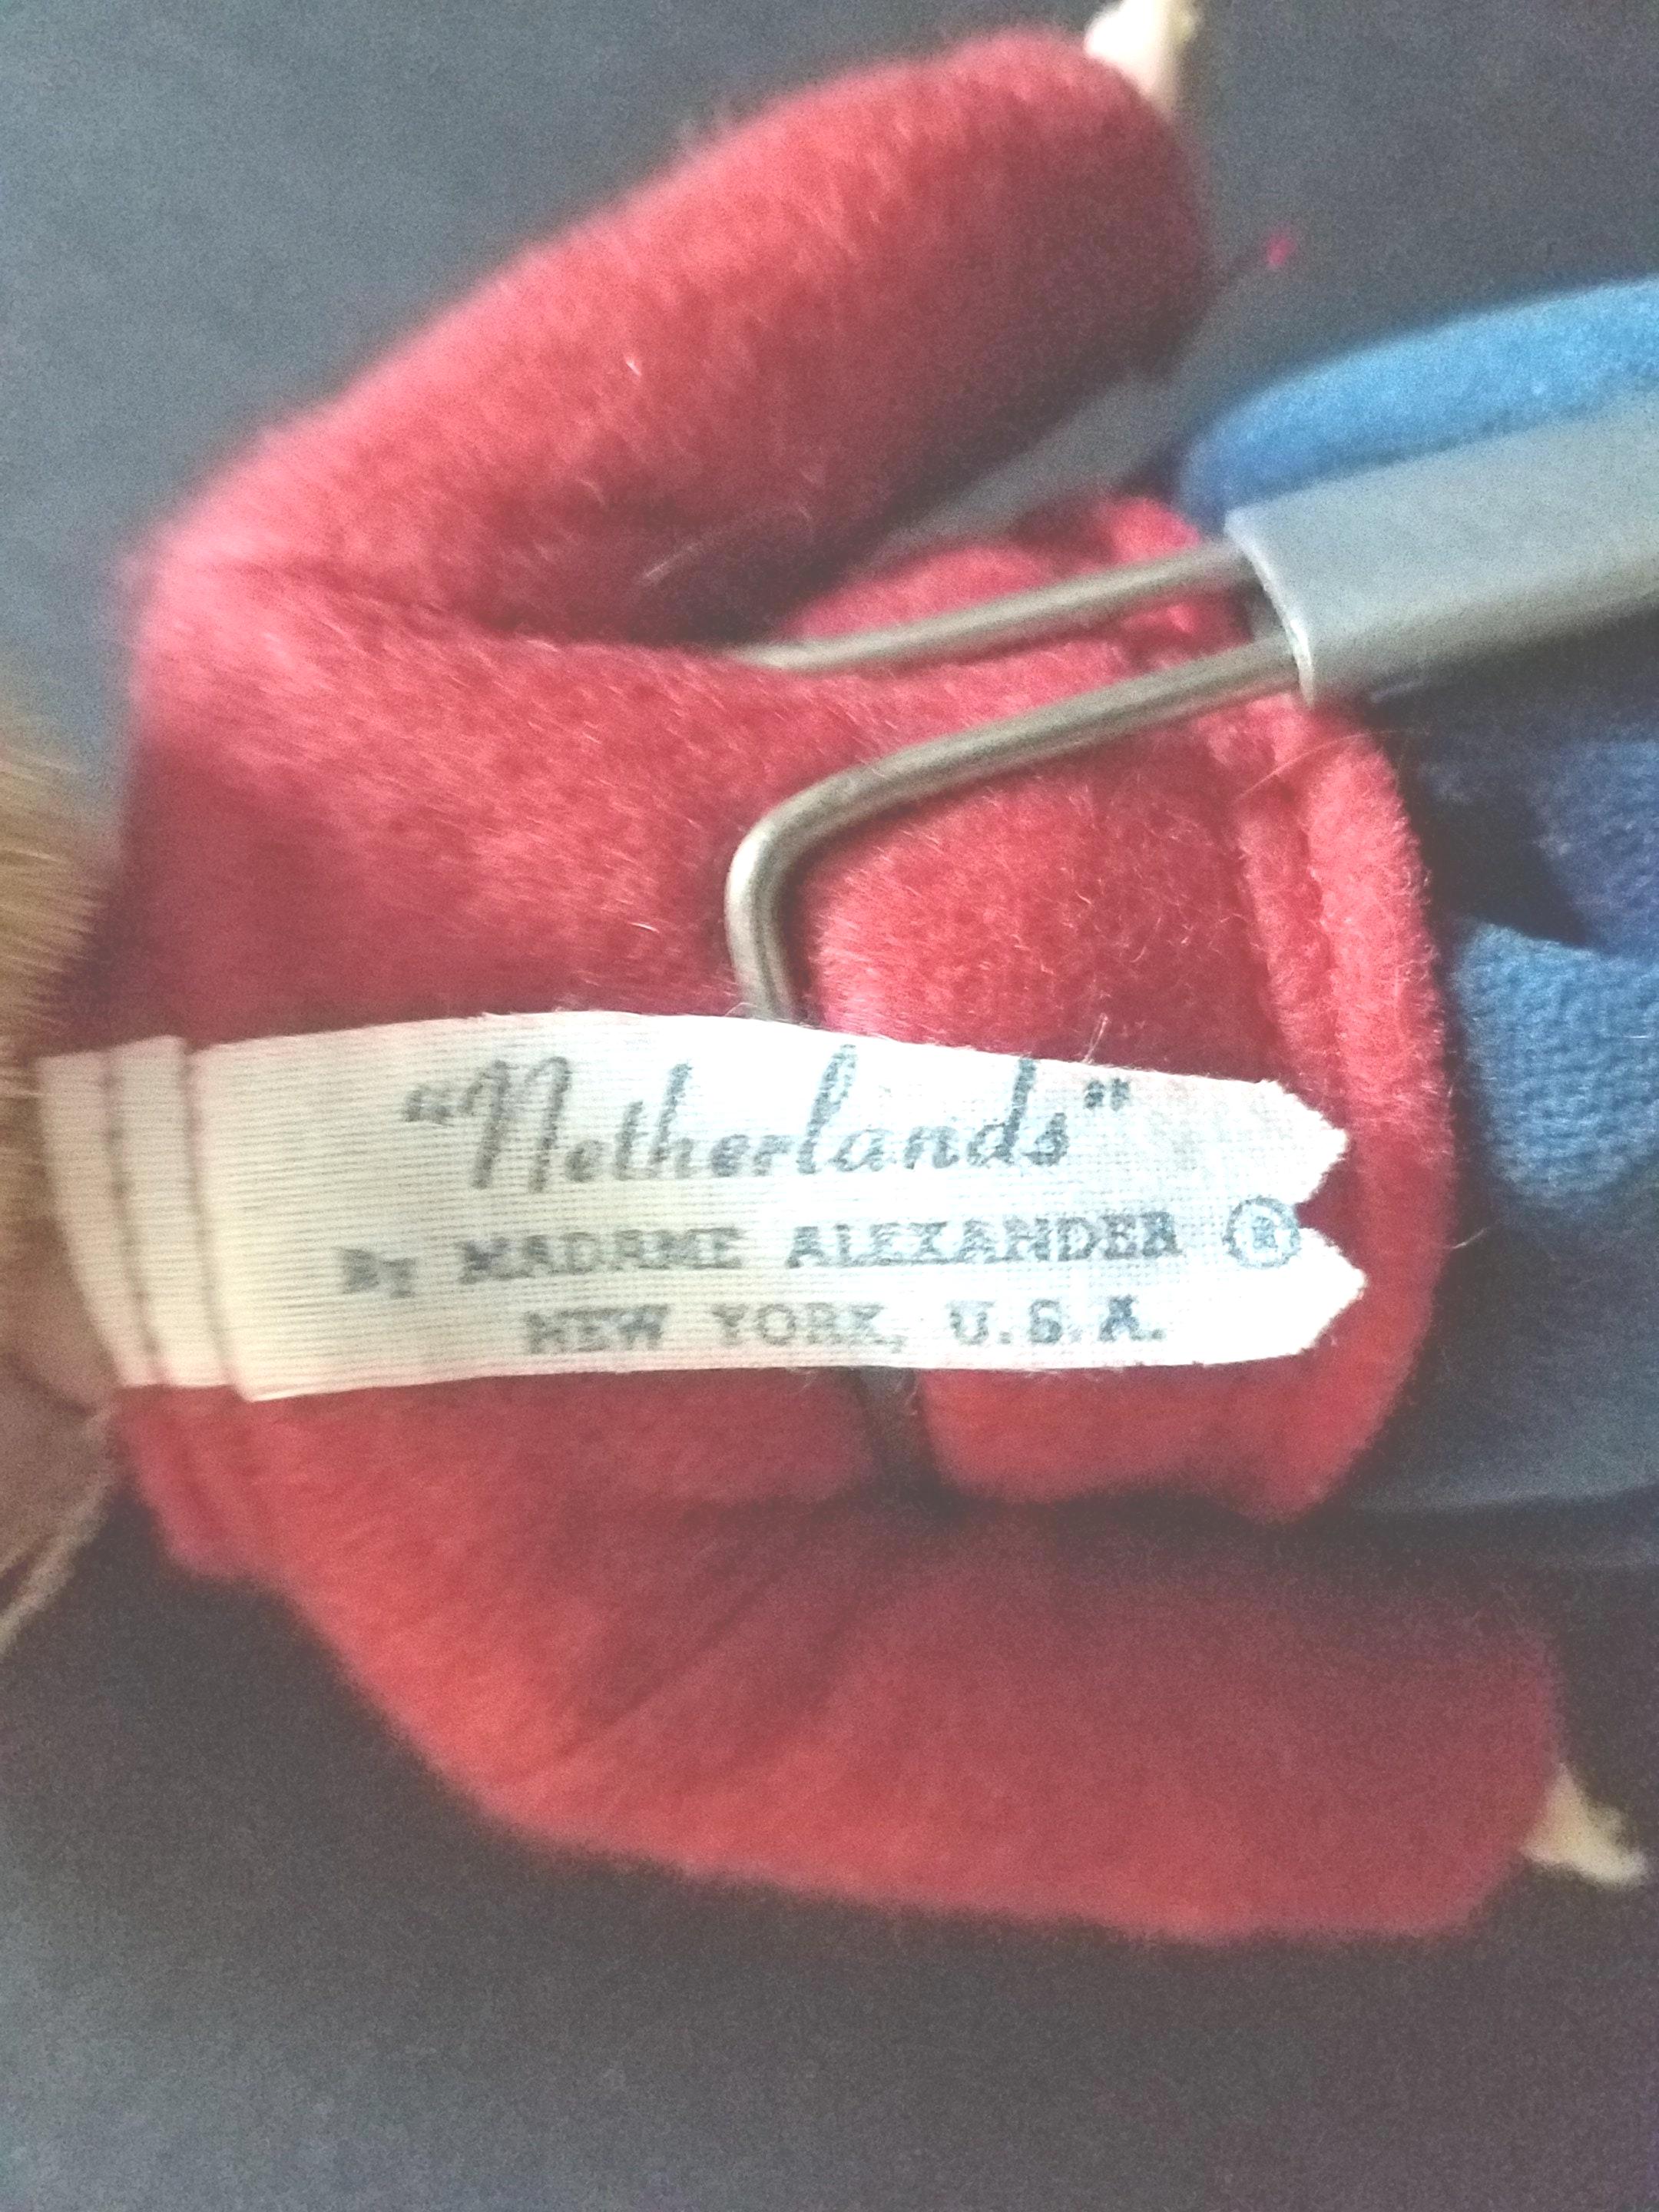 "Netherlands"
By MADAME ALEXANDER ®
NEW YORK, U.S.A.